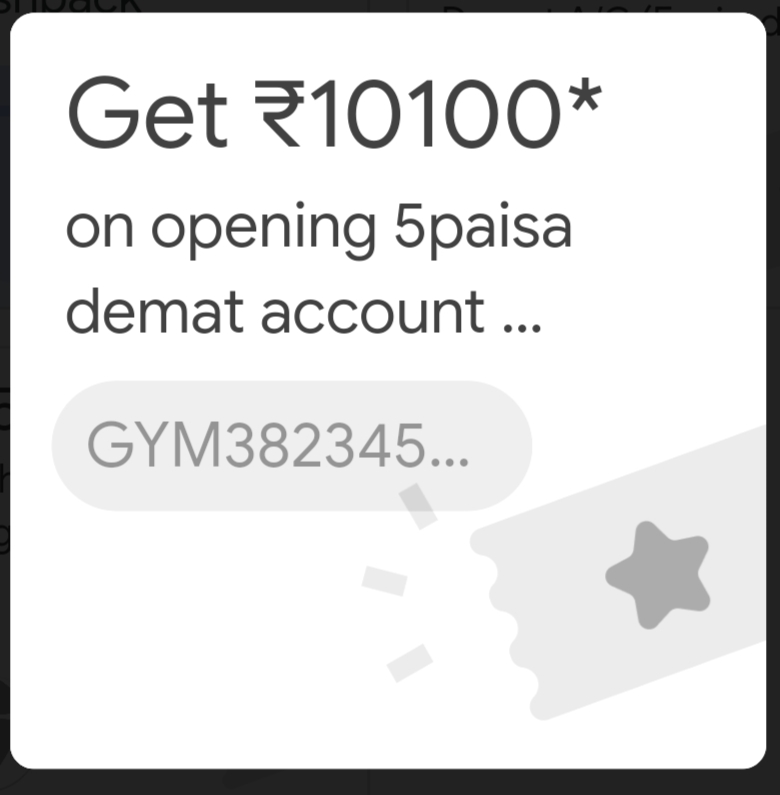 Get ₹10100*
on opening 5paisa
demat account ...
GYM382345...